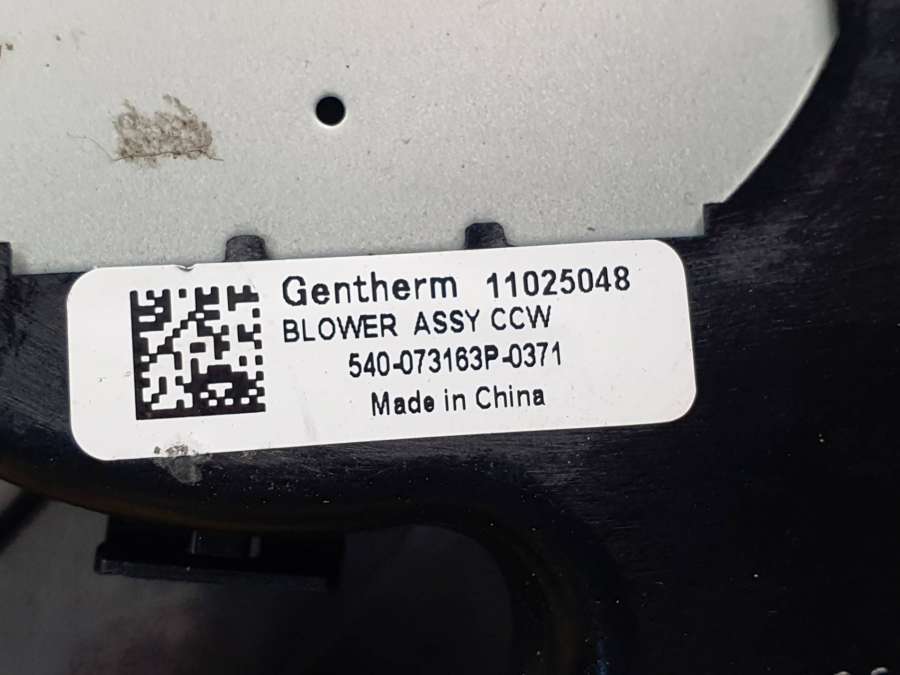 Gentherm 11025048
BLOWER ASSY CCW
540-073163P-0371
Made in China